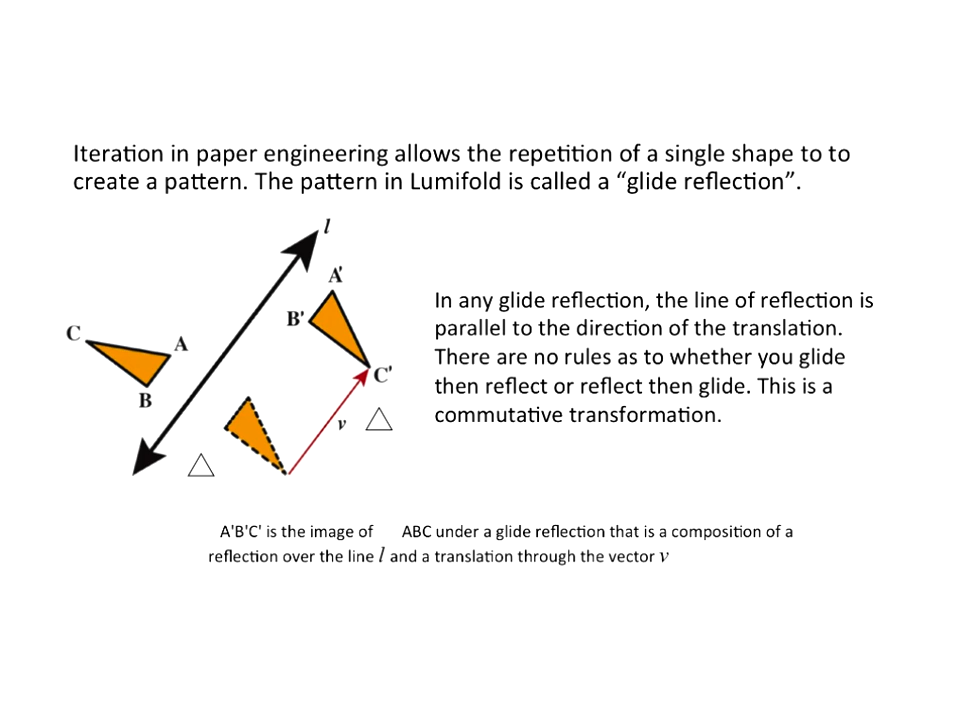 Iteration in paper engineering allows the repetition of a single shape to to
create a pattern. The pattern in Lumifold is called a “glide reflection”.
l
A'
B'
C
A
C'
B
v
In any glide reflection, the line of reflection is
parallel to the direction of the translation.
There are no rules as to whether you glide
then reflect or reflect then glide. This is a
commutative transformation.
A'B'C' is the image of ABC under a glide reflection that is a composition of a
reflection over the line l and a translation through the vector v